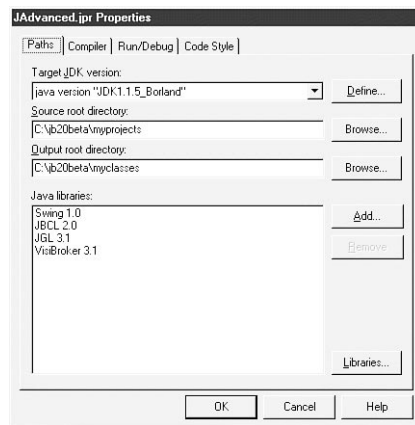 JAdvanced.jpr Properties
Paths Compiler Run/Debug Code Style
Target JDK version:
java version "JDK1.1.5_Borland" Define...
Source root directory:
C:\jb20beta\myprojects Browse...
Output root directory:
C:\jb20beta\myclasses Browse...
Java libraries:
Swing 1.0 Add...
JBCL 2.0
JGL 3.1 Remove
VisiBroker 3.1
Libraries...
OK Cancel Help